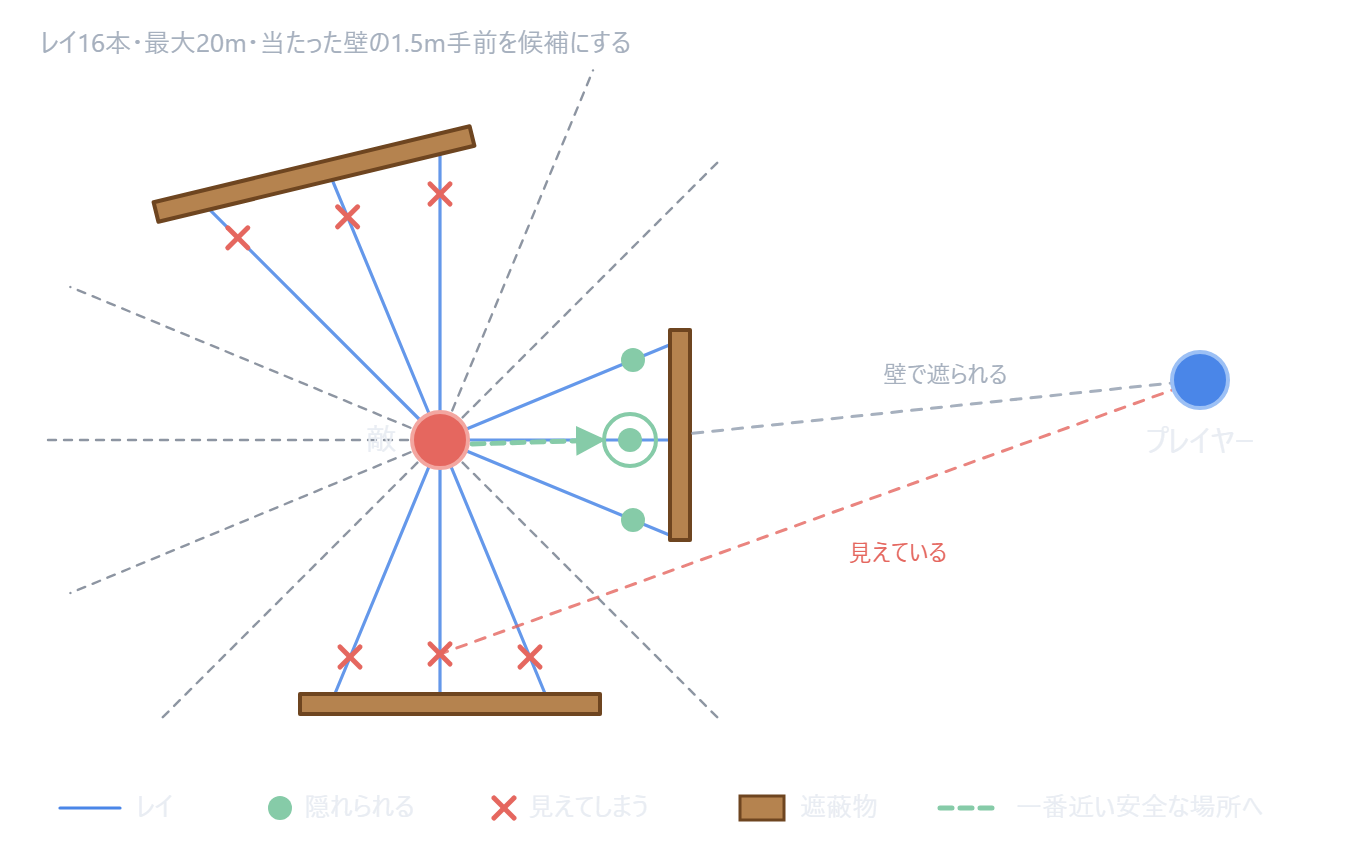 レイ16本・最大20m・当たった壁の1.5m手前を候補にする
壁で遮られる
敵
プレイヤー
見えている
レイ
隠れられる
見えてしまう
遮蔽物
一番近い安全な場所へ